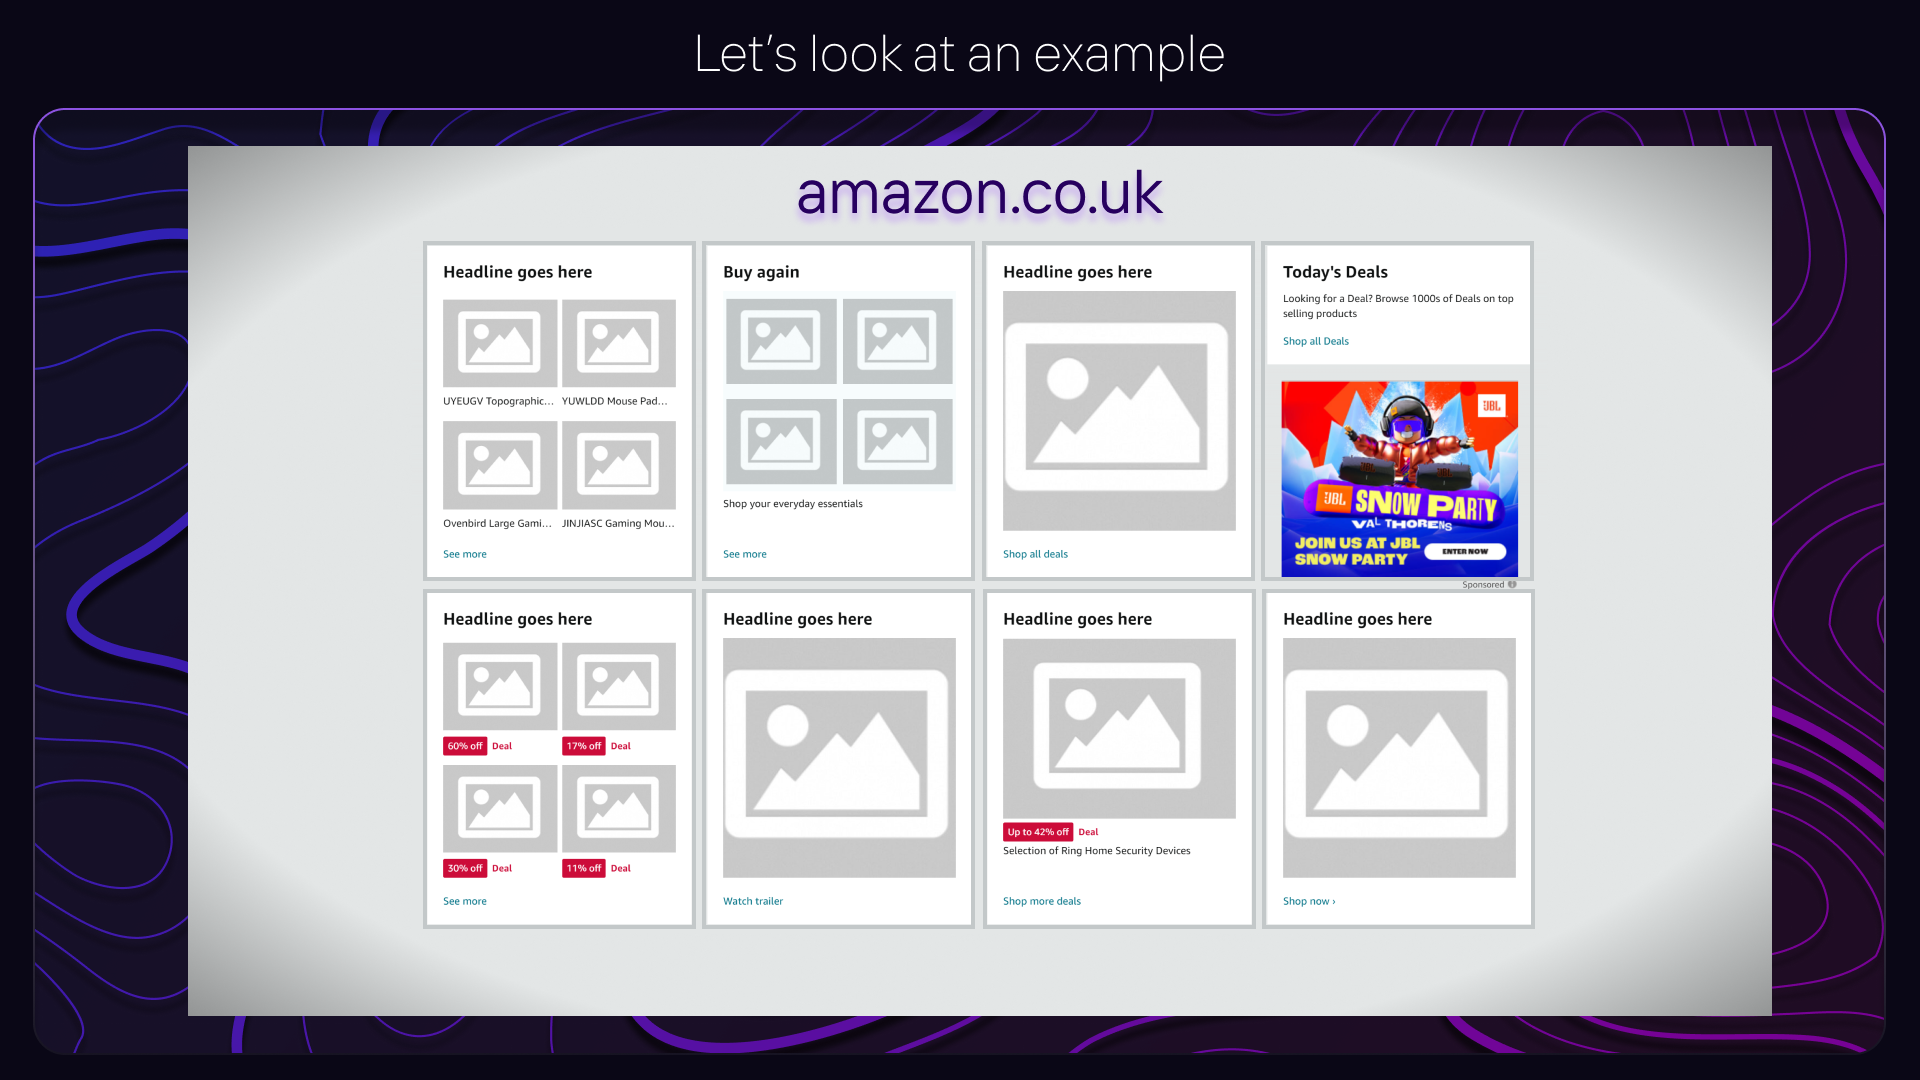 Let's look at an example
amazon.co.uk
Headline goes here
UYEUGV Topographic...
YUWLDD Mouse Pad...
Ovenbird Large Gami...
JINJIASC Gaming Mou...
See more
Buy again
Shop your everyday essentials
See more
Headline goes here
Shop all deals
Today's Deals
Looking for a Deal? Browse 1000s of Deals on top
selling products
Shop all Deals
JBL
JBL SNOW PARTY
VAL THORENS
JOIN US AT JBL
SNOW PARTY
ENTER NOW
Sponsored
Headline goes here
60% off Deal
17% off Deal
30% off Deal
11% off Deal
See more
Headline goes here
Watch trailer
Headline goes here
Up to 42% off Deal
Selection of Ring Home Security Devices
Shop more deals
Headline goes here
Shop now ›